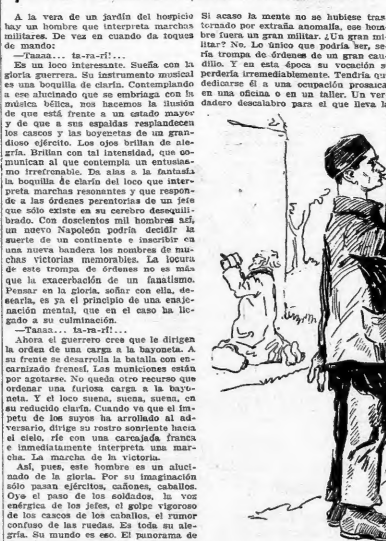 A la vera de un jardín del hospicio
hay un hombre que interpreta marchas
militares. De vez en cuando da toques
de mando:
—Taaaa... ta-ra-rí!...
Es un loco interesante. Sueña con la
gloria guerrera. Su instrumento musical
es una boquilla de clarín. Contemplando
a ese alucinado que se embriaga con la
música bélica, nos hacemos la ilusión
de que está frente a un estado mayor
y de que a sus espaldas resplandecen
los cascos y las bayonetas de un gran-
dioso ejército. Los ojos brillan de ale-
gría. Brillan con tal intensidad, que co-
munican al que contempla un entusias-
mo irrefrenable. Da alas a la fantasía
la boquilla de clarín del loco que inter-
preta marchas resonantes y que respon-
de a las órdenes perentorias de un jefe
que sólo existe en su cerebro desequili-
brado. Con doscientos mil hombres así,
un nuevo Napoleón podría decidir la
suerte de un continente e inscribir en
una nueva bandera los nombres de mu-
chas victorias memorables. La locura
de este trompa de órdenes no es más
que la exacerbación de un fanatismo.
Pensar en la gloria, soñar con ella, de-
searla, es ya el principio de una enaje-
nación mental, que en el caso ha lle-
gado a su culminación.
—Taaaa... ta-ra-rí!...
Ahora el guerrero cree que le dirigen
la orden de una carga a la bayoneta. A
su frente se desarrolla la batalla con en-
carnizado frenesí. Las municiones están
por agotarse. No queda otro recurso que
ordenar una furiosa carga a la bayo-
neta. Y el loco suena, suena, suena, en
su reducido clarín. Cuando ve que el ím-
petu de los suyos ha arrollado al ad-
versario, dirige su rostro sonriente hacia
el cielo, ríe con una carcajada franca
e inmediatamente interpreta una mar-
cha. La marcha de la victoria.
Así, pues, este hombre es un aluci-
nado de la gloria. Por su imaginación
sólo pasan ejércitos, cañones, caballos.
Oye el paso de los soldados, la voz
enérgica de los jefes, el golpe vigoroso
de los cascos de los caballos, el rumor
confuso de las ruedas. Es toda su ale-
gría. Su mundo es eso. El panorama de
Si acaso la mente no se hubiese tras-
tornado por extraña anomalía, ese hom-
bre fuera un gran militar. ¿Un gran mi-
litar? No. Lo único que podría ser, se-
ría trompa de órdenes de un gran cau-
dillo. Y en esta época su vocación se
perdería irremediablemente. Tendría que
dedicarse él a una ocupación prosaica
en una oficina o en un taller. Un ver-
dadero descalabro para el que lleva la